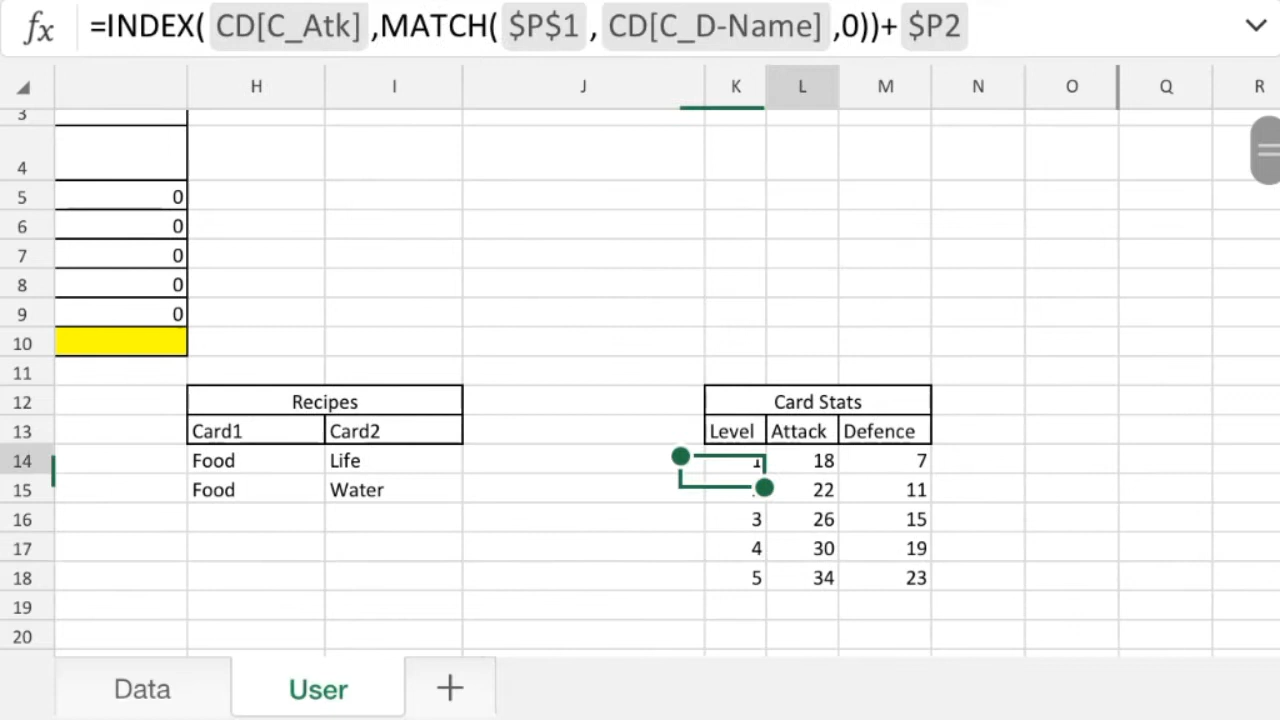 fx =INDEX( CD[C_Atk] ,MATCH( $P$1 , CD[C_D-Name] ,0))+ $P2
H I J K L M N O Q R
3
4
5 0
6 0
7 0
8 0
9 0
10
11
12 Recipes Card Stats
13 Card1 Card2 Level Attack Defence
14 Food Life 1 18 7
15 Food Water 22 11
16 3 26 15
17 4 30 19
18 5 34 23
19
20
Data User +